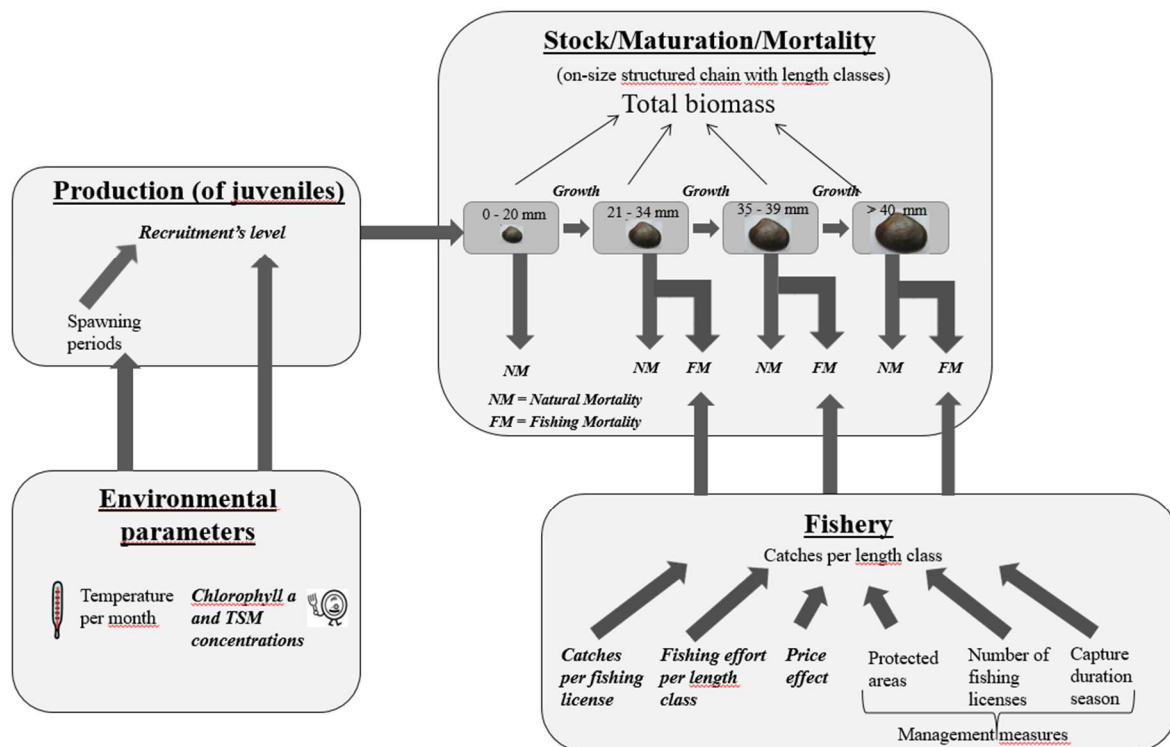 Stock/Maturation/Mortality
(on-size structured chain with length classes)
Total biomass
Growth
Growth
Growth
0 - 20 mm
21 - 34 mm
35 - 39 mm
> 40 mm
NM
NM
FM
NM
FM
NM
FM
NM = Natural Mortality
FM = Fishing Mortality
Production (of juveniles)
Recruitment's level
Spawning
periods
Environmental
parameters
Temperature
per month
Chlorophyll a
and TSM
concentrations
Fishery
Catches per length class
Catches
per fishing
license
Fishing effort
per length
class
Price
effect
Protected
areas
Number of
fishing
licenses
Capture
duration
season
Management measures